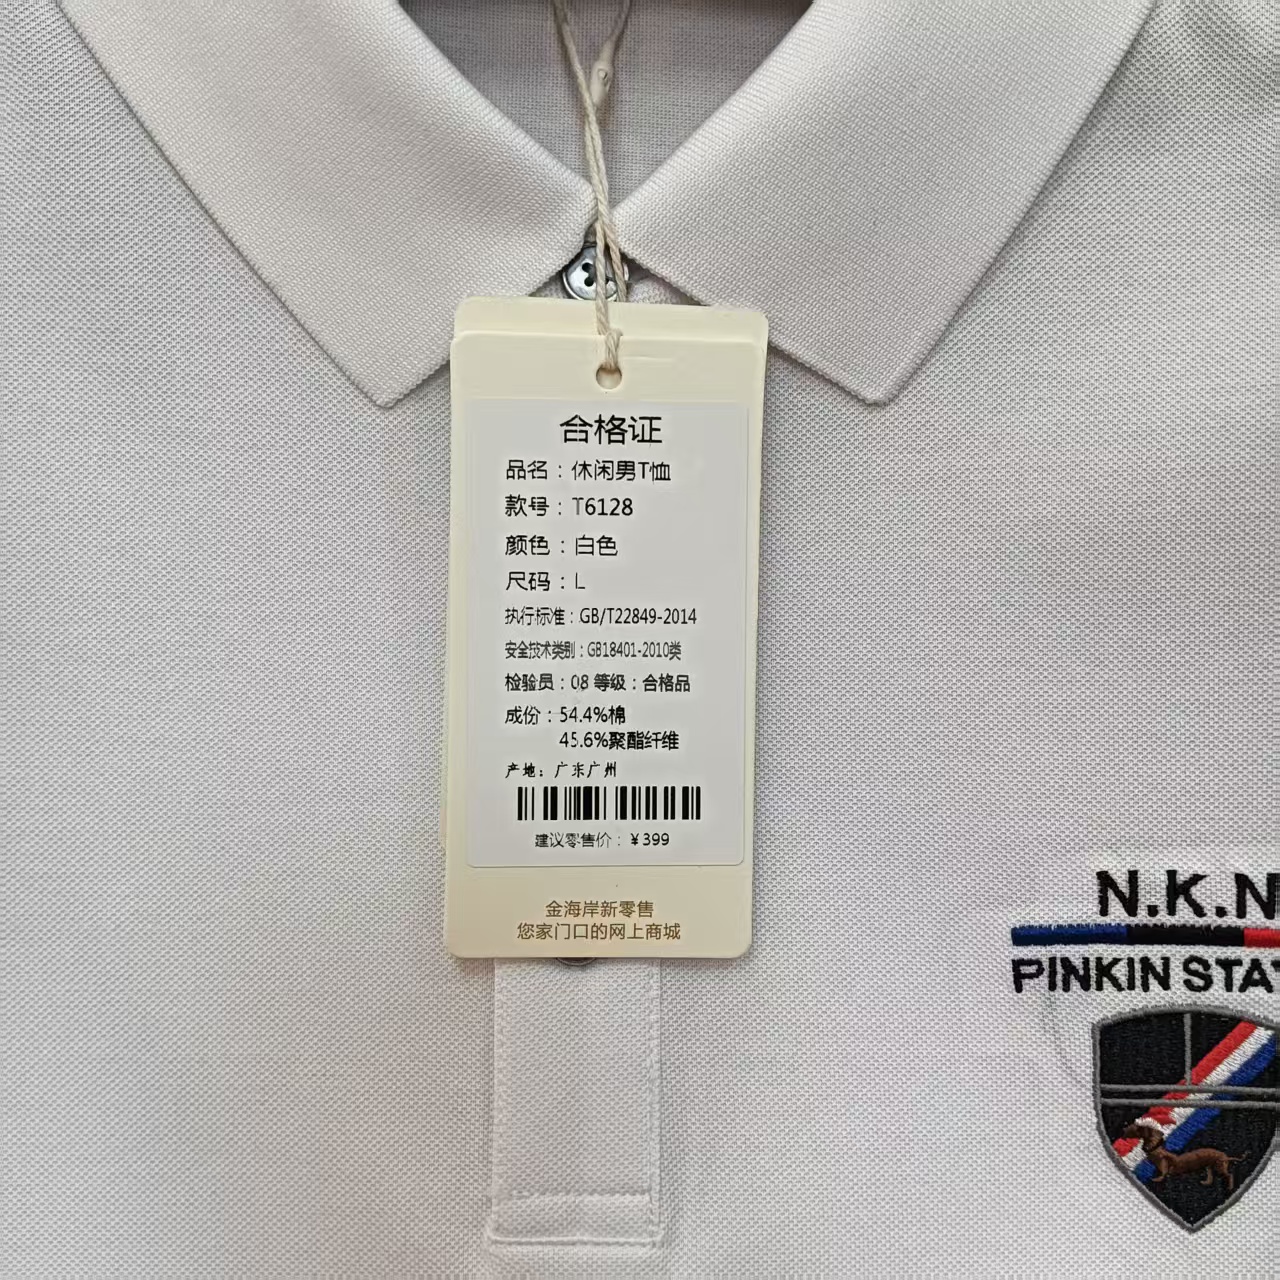 合格证
品名：休闲男T恤
款号：T6128
颜色：白色
尺码：L
执行标准：GB/T22849-2014
安全技术类别：GB18401-2010类
检验员：08 等级：合格品
成份：54.4%棉
45.6%聚酯纤维
产地：广东广州
建议零售价：￥399
金海岸新零售
您家门口的网上商城
N.K.N
PINKIN STAT